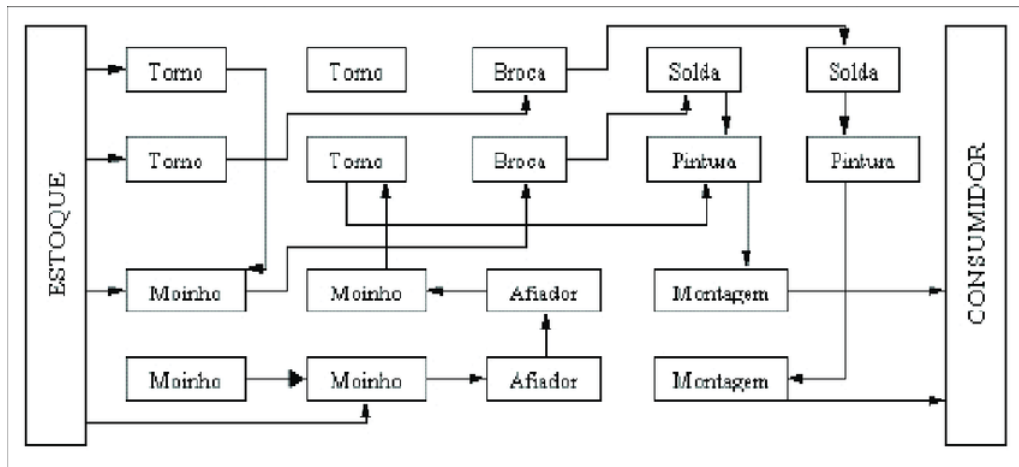 ESTOQUE
Torno
Torno
Broca
Solda
Solda
Torno
Torno
Broca
Pintura
Pintura
Moinho
Moinho
Afiador
Montagem
Moinho
Moinho
Afiador
Montagem
CONSUMIDOR